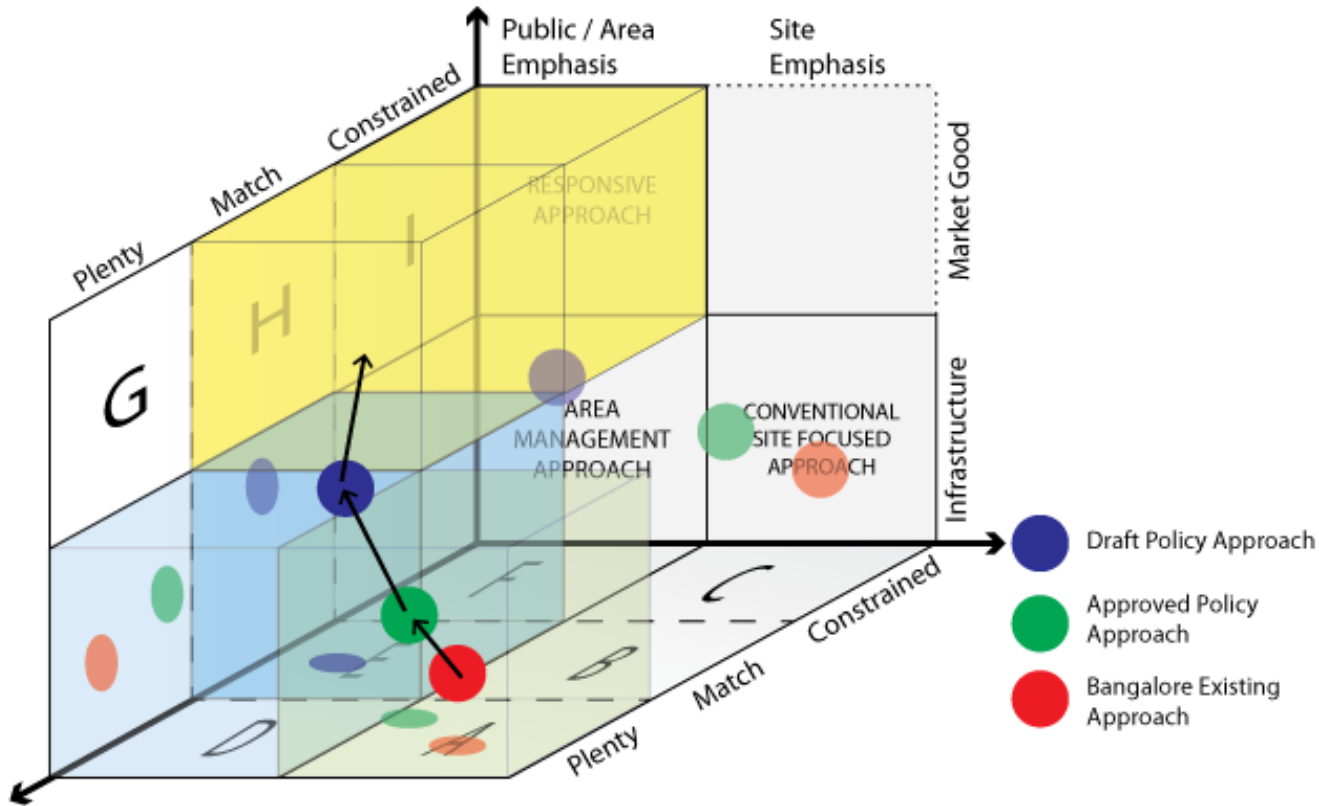 Public / Area
Emphasis
Site
Emphasis
Constrained
Match
Plenty
Market Good
RESPONSIVE
APPROACH
I
H
G
Infrastructure
AREA
MANAGEMENT
APPROACH
CONVENTIONAL
SITE FOCUSED
APPROACH
F
C
E
B
D
A
Constrained
Match
Plenty
Draft Policy Approach
Approved Policy
Approach
Bangalore Existing
Approach